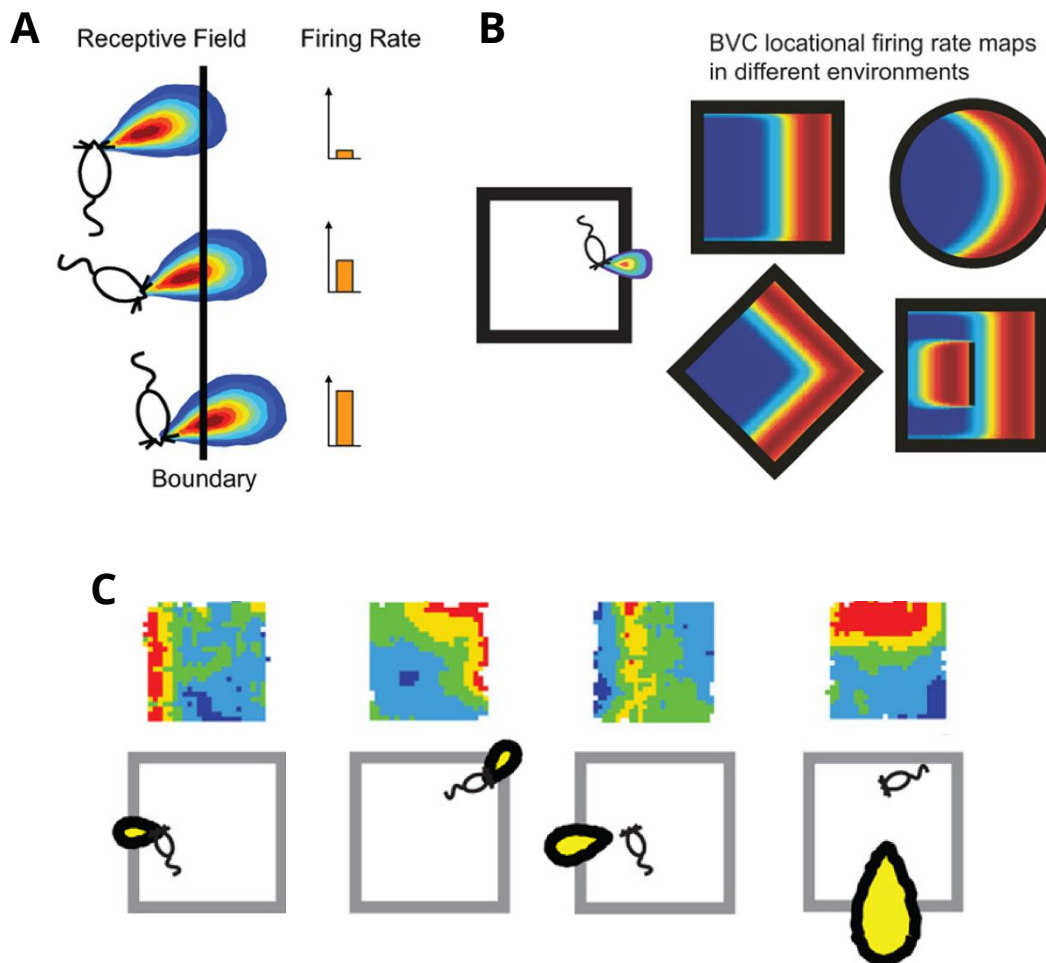 A
Receptive Field
Firing Rate
Boundary
B
BVC locational firing rate maps
in different environments
C